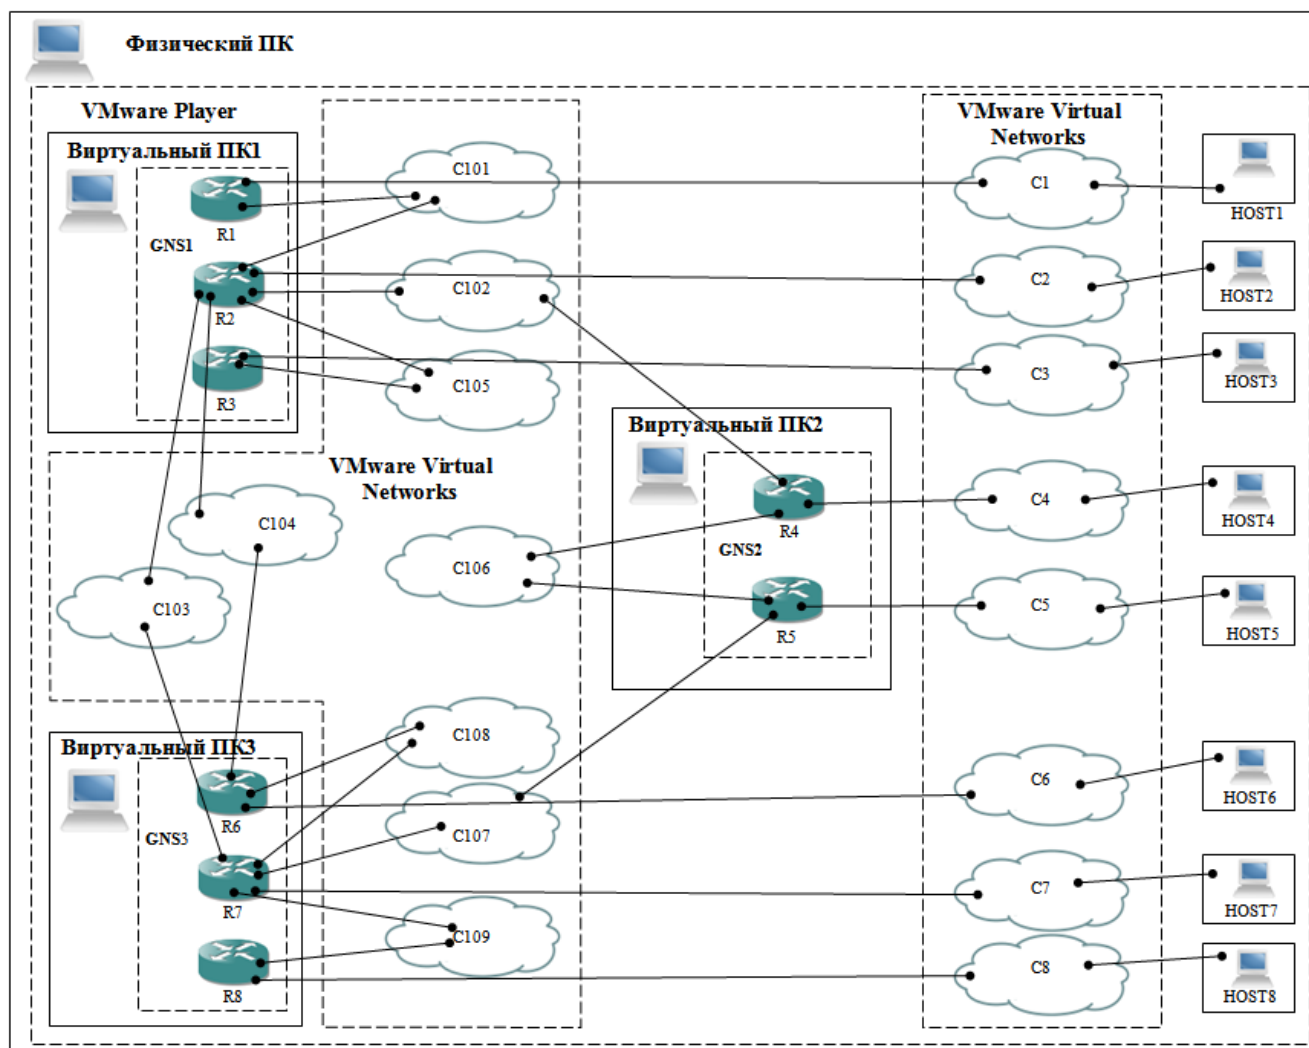 Физический ПК
VMware Player
Виртуальный ПК1
GNS1
R1
R2
R3
C101
C102
C105
VMware Virtual
Networks
C104
C103
C106
C108
C107
C109
Виртуальный ПК2
GNS2
R4
R5
Виртуальный ПК3
GNS3
R6
R7
R8
VMware Virtual
Networks
C1
C2
C3
C4
C5
C6
C7
C8
HOST1
HOST2
HOST3
HOST4
HOST5
HOST6
HOST7
HOST8